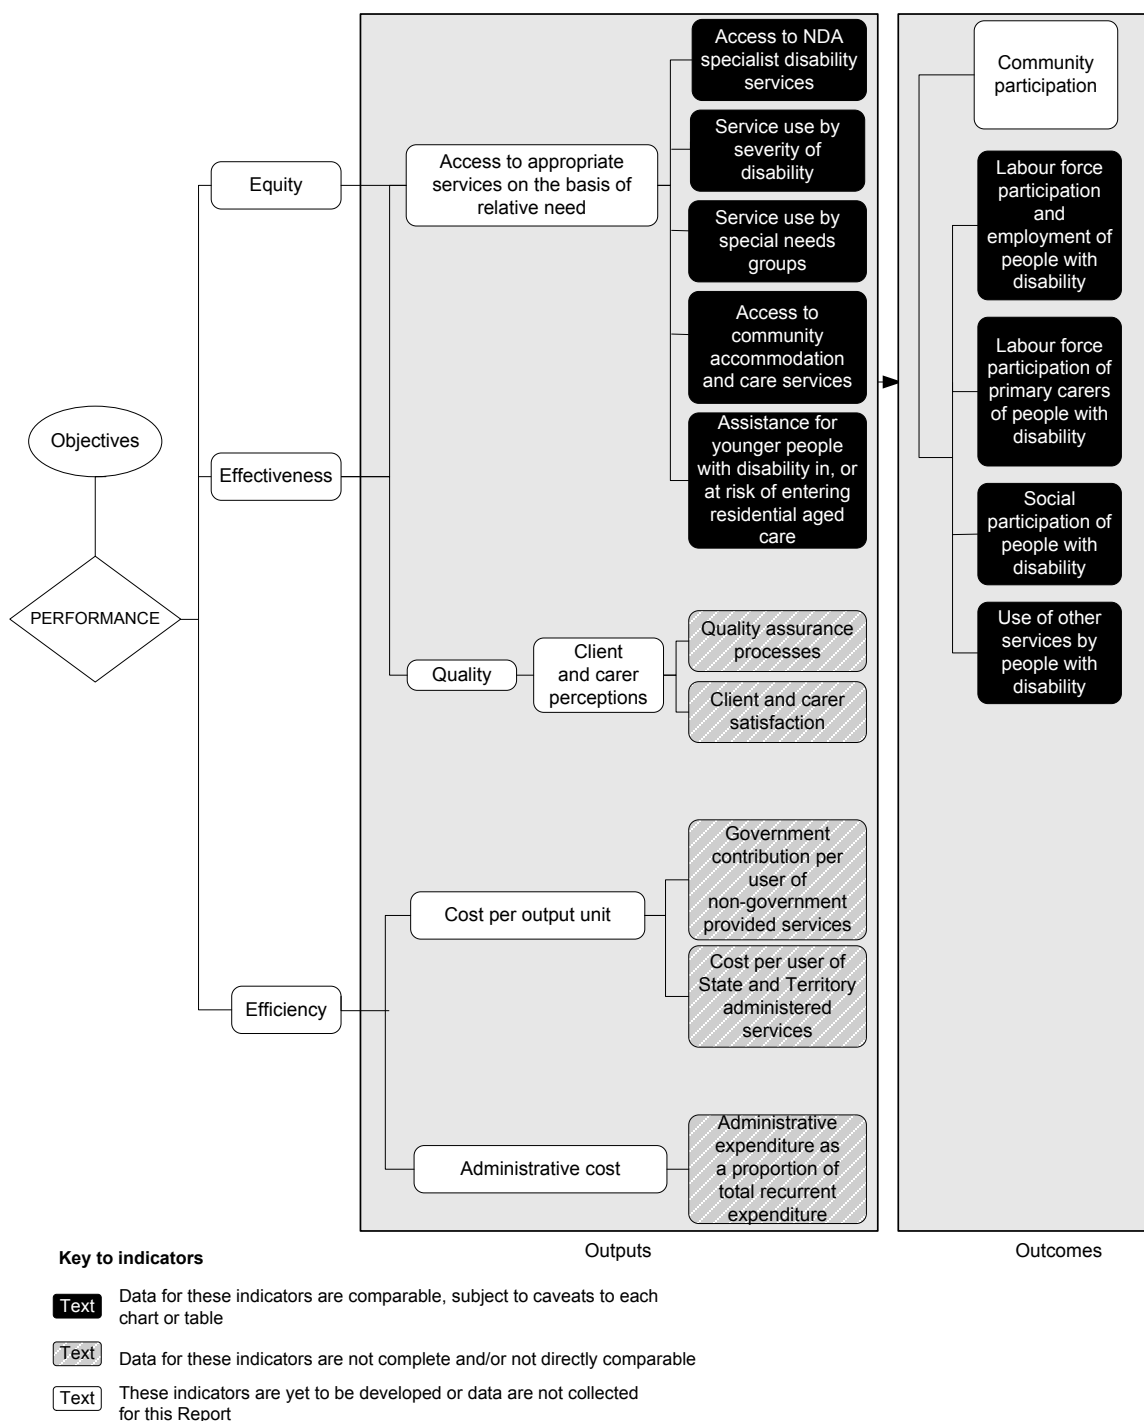 Objectives
PERFORMANCE
Equity
Effectiveness
Efficiency
Access to appropriate
services on the basis of
relative need
Quality
Client
and carer
perceptions
Cost per output unit
Administrative cost
Access to NDA
specialist disability
services
Service use by
severity of
disability
Service use by
special needs
groups
Access to
community
accommodation
and care services
Assistance for
younger people
with disability in, or
at risk of entering
residential aged
care
Quality assurance
processes
Client and carer
satisfaction
Government
contribution per
user of
non-government
provided services
Cost per user of
State and Territory
administered
services
Administrative
expenditure as
a proportion of
total recurrent
expenditure
Outputs
Community
participation
Labour force
participation
and
employment of
people with
disability
Labour force
participation of
primary carers
of people with
disability
Social
participation of
people with
disability
Use of other
services by
people with
disability
Outcomes
Key to indicators
Text
Data for these indicators are comparable, subject to caveats to each
chart or table
Text
Data for these indicators are not complete and/or not directly comparable
Text
These indicators are yet to be developed or data are not collected
for this Report